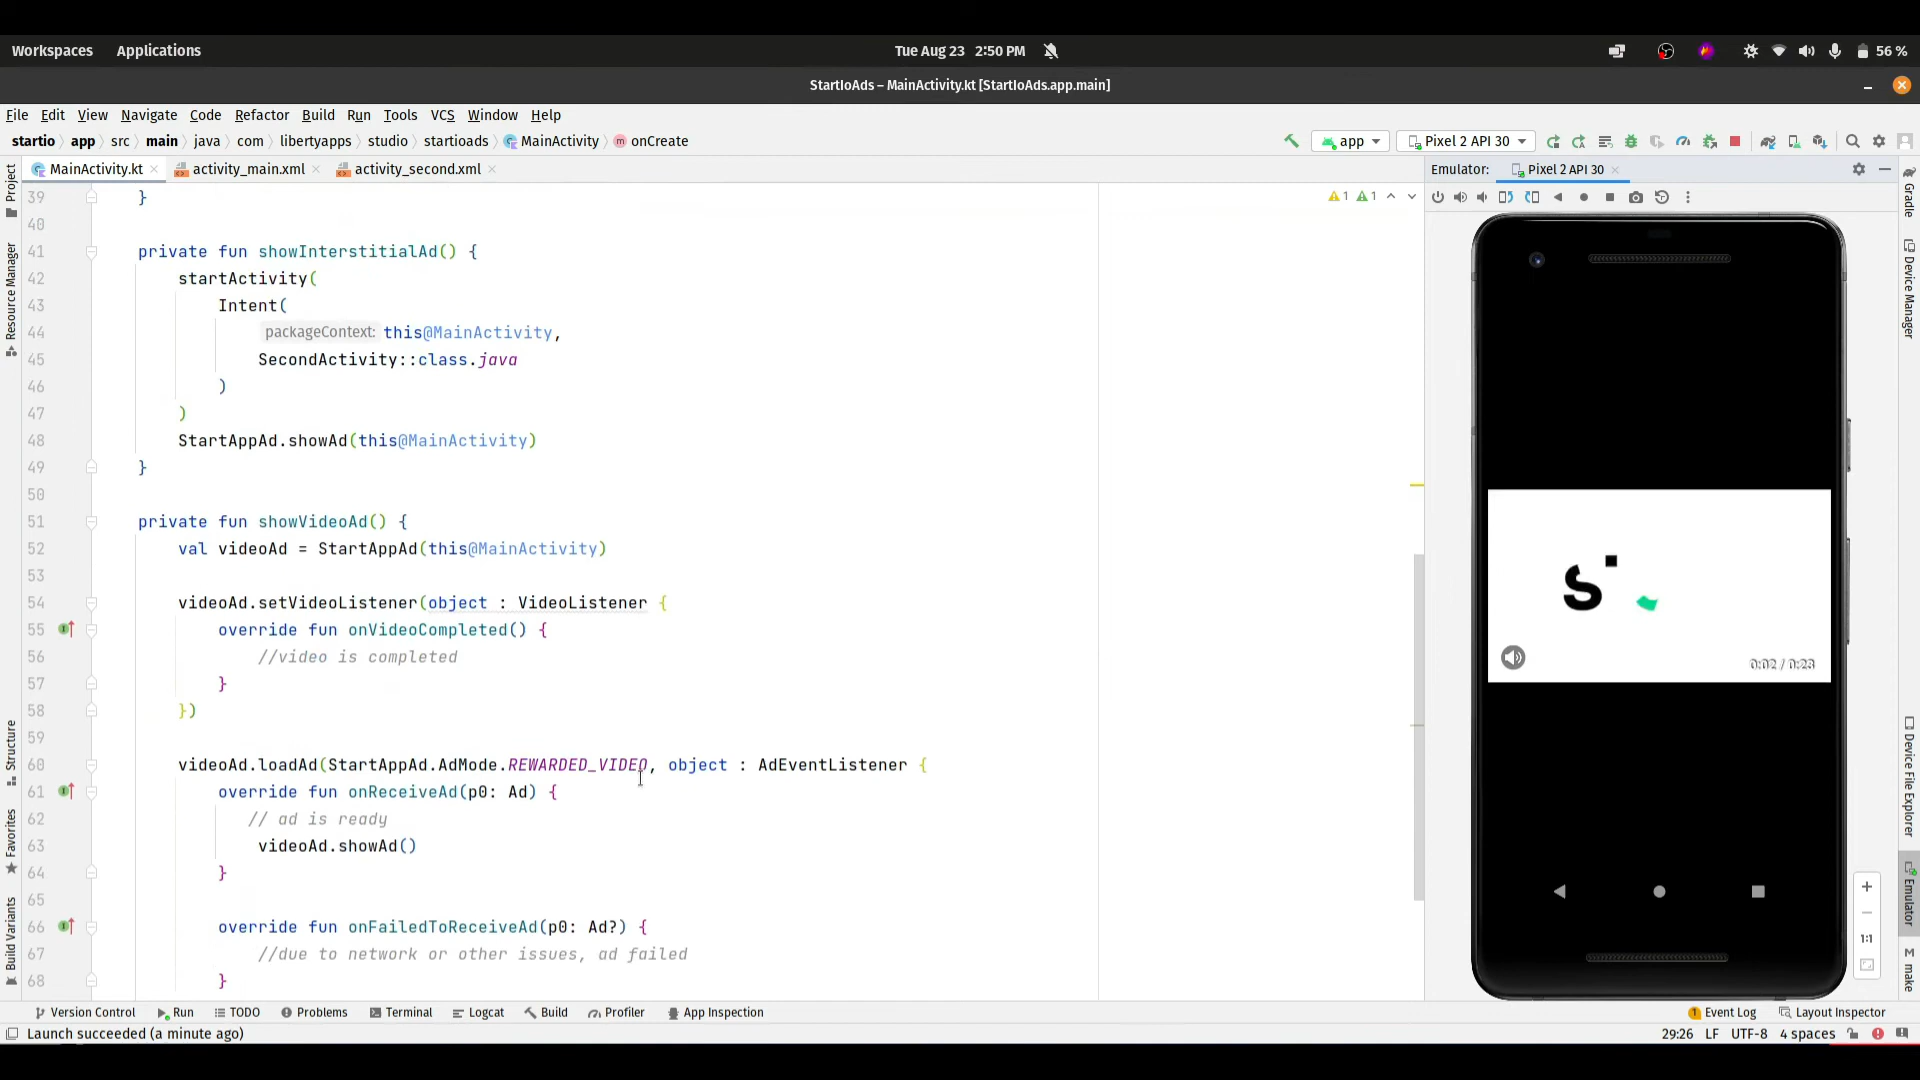 Workspaces Applications Tue Aug 23 2:50 PM 56 %
StartIoAds – MainActivity.kt [StartIoAds.app.main]
File Edit View Navigate Code Refactor Build Run Tools VCS Window Help
startio app src main java com libertyapps studio startioads MainActivity m onCreate app Pixel 2 API 30
MainActivity.kt activity_main.xml activity_second.xml Emulator: Pixel 2 API 30
Project
Resource Manager
Structure
Favorites
Build Variants
1 1
39 }
40
41 private fun showInterstitialAd() {
42 startActivity(
43 Intent(
44 packageContext: this@MainActivity,
45 SecondActivity::class.java
46 )
47 )
48 StartAppAd.showAd(this@MainActivity)
49 }
50
51 private fun showVideoAd() {
52 val videoAd = StartAppAd(this@MainActivity)
53
54 videoAd.setVideoListener(object : VideoListener {
55 override fun onVideoCompleted() {
56 //video is completed
57 }
58 })
59
60 videoAd.loadAd(StartAppAd.AdMode.REWARDED_VIDEO, object : AdEventListener {
61 override fun onReceiveAd(p0: Ad) {
62 // ad is ready
63 videoAd.showAd()
64 }
65
66 override fun onFailedToReceiveAd(p0: Ad?) {
67 //due to network or other issues, ad failed
68 }
s
0:02 / 0:23
1:1
Gradle
Device Manager
Device File Explorer
Emulator
make
Version Control Run TODO Problems Terminal Logcat Build Profiler App Inspection 1 Event Log Layout Inspector
Launch succeeded (a minute ago) 29:26 LF UTF-8 4 spaces